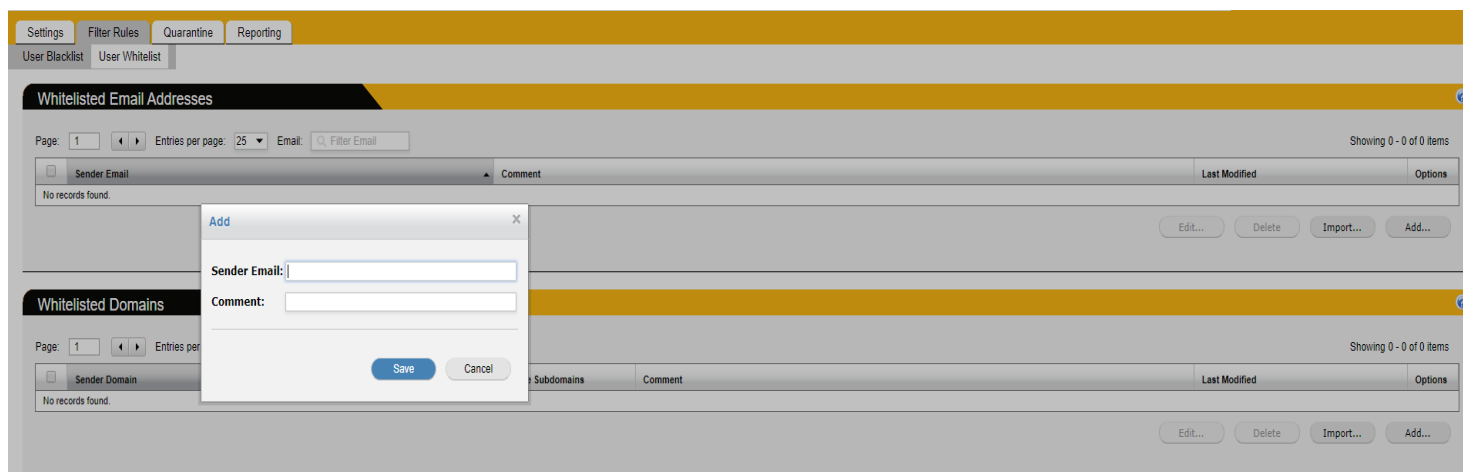 Settings Filter Rules Quarantine Reporting
User Blacklist User Whitelist
Whitelisted Email Addresses
Page: 1 Entries per page: 25 Email: Filter Email Showing 0 - 0 of 0 items
Sender Email Comment Last Modified Options
No records found.
Edit... Delete Import... Add...
Add
Sender Email:
Comment:
Save Cancel
Whitelisted Domains
Page: 1 Entries per Showing 0 - 0 of 0 items
Sender Domain Subdomains Comment Last Modified Options
No records found.
Edit... Delete Import... Add...